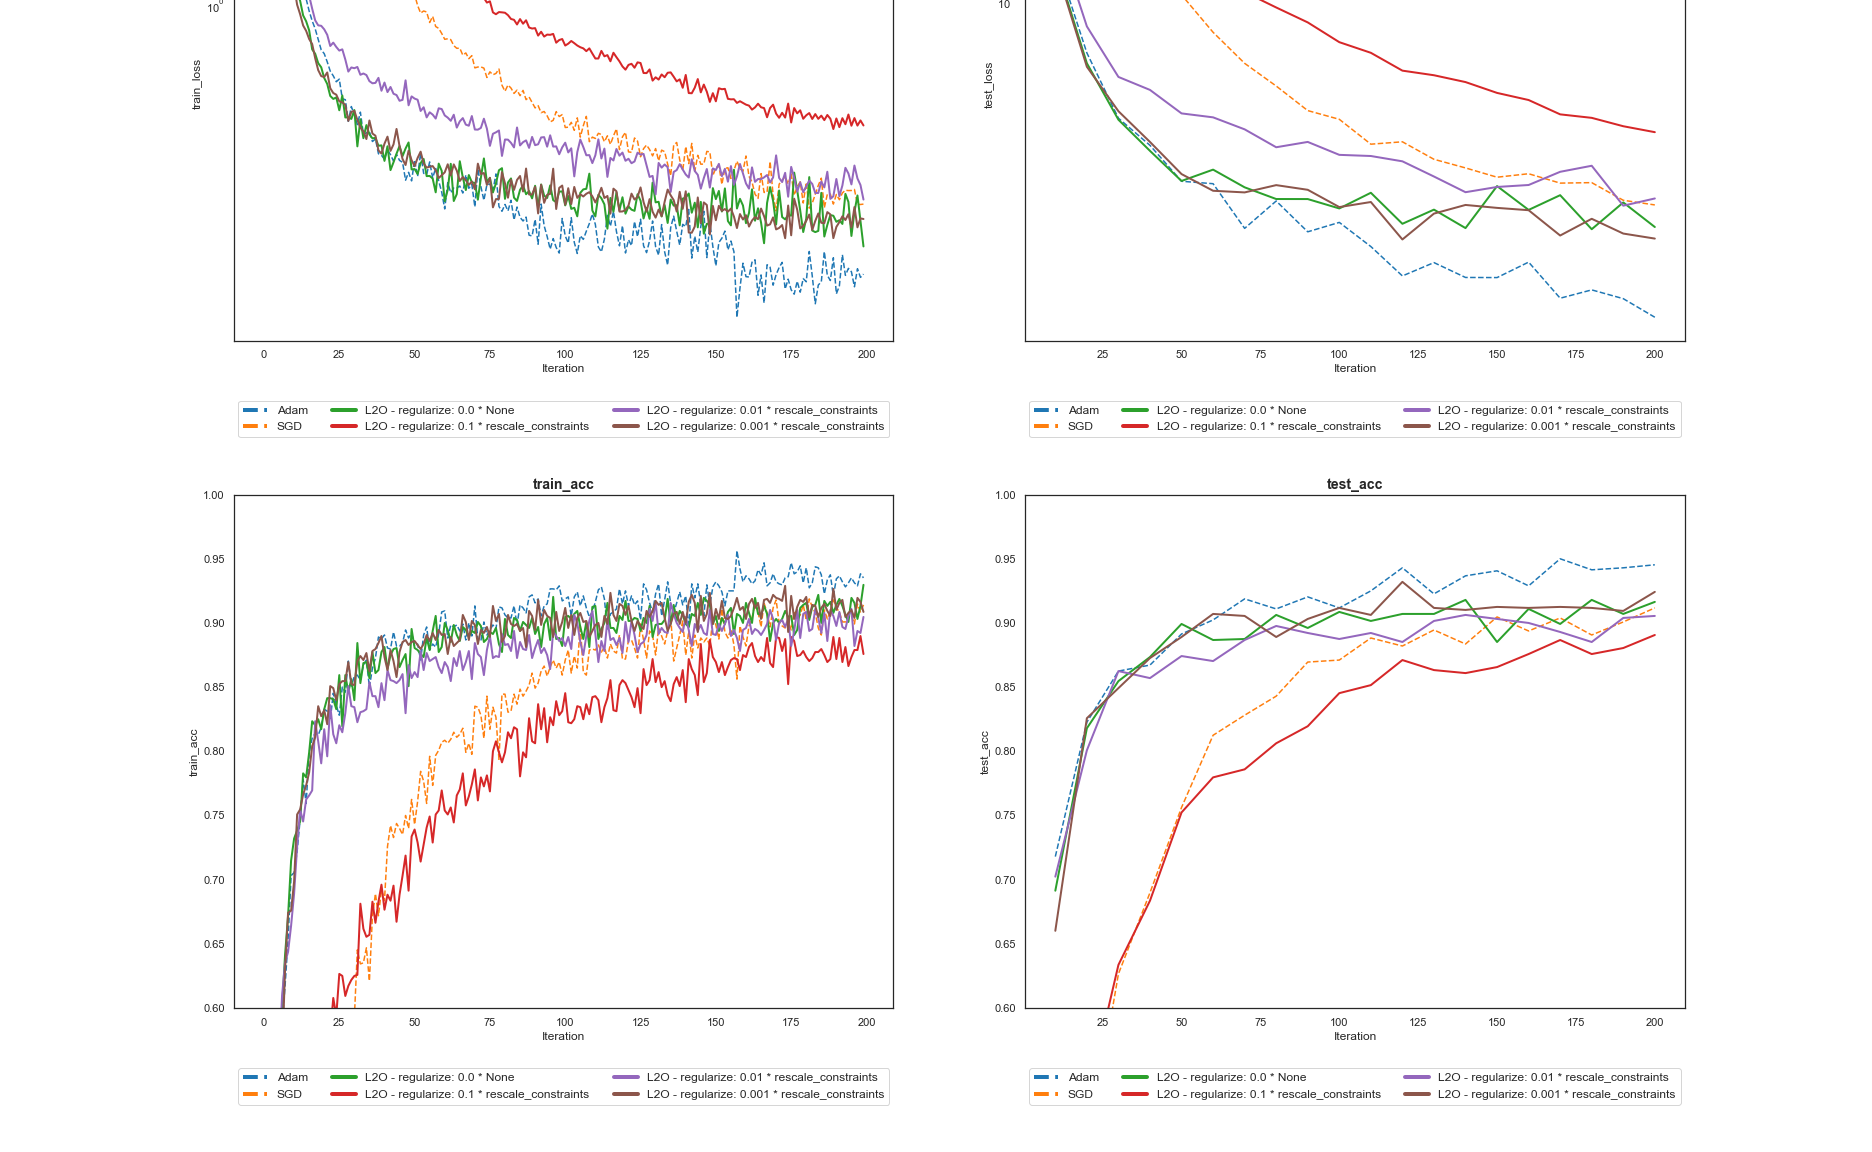 10⁰
train_loss
0 25 50 75 100 125 150 175 200
Iteration
Adam
SGD
L2O - regularize: 0.0 * None
L2O - regularize: 0.1 * rescale_constraints
L2O - regularize: 0.01 * rescale_constraints
L2O - regularize: 0.001 * rescale_constraints
10
test_loss
25 50 75 100 125 150 175 200
Iteration
Adam
SGD
L2O - regularize: 0.0 * None
L2O - regularize: 0.1 * rescale_constraints
L2O - regularize: 0.01 * rescale_constraints
L2O - regularize: 0.001 * rescale_constraints
train_acc
1.00
0.95
0.90
0.85
0.80
0.75
0.70
0.65
0.60
train_acc
0 25 50 75 100 125 150 175 200
Iteration
Adam
SGD
L2O - regularize: 0.0 * None
L2O - regularize: 0.1 * rescale_constraints
L2O - regularize: 0.01 * rescale_constraints
L2O - regularize: 0.001 * rescale_constraints
test_acc
1.00
0.95
0.90
0.85
0.80
0.75
0.70
0.65
0.60
test_acc
25 50 75 100 125 150 175 200
Iteration
Adam
SGD
L2O - regularize: 0.0 * None
L2O - regularize: 0.1 * rescale_constraints
L2O - regularize: 0.01 * rescale_constraints
L2O - regularize: 0.001 * rescale_constraints